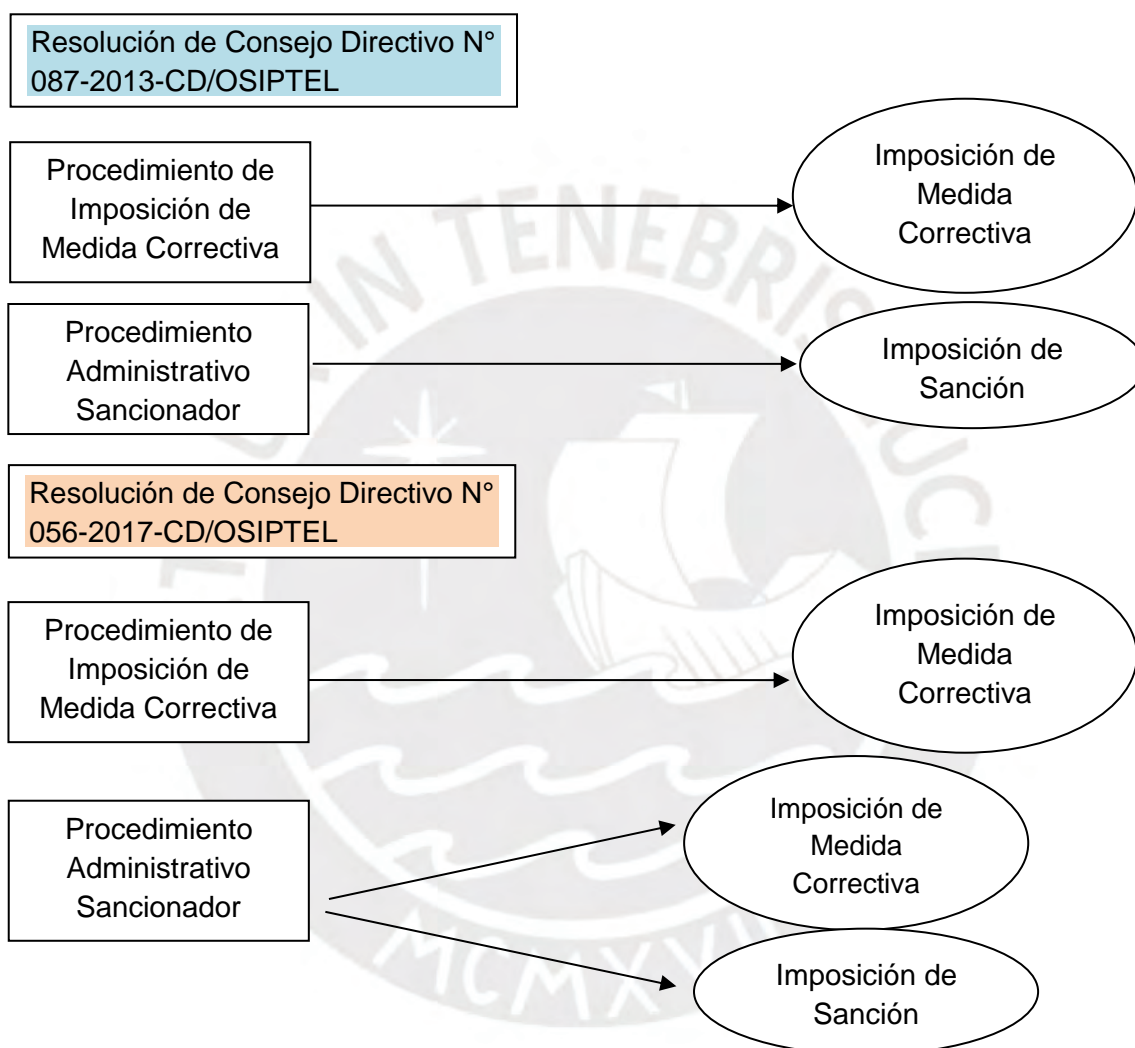 Resolución de Consejo Directivo N°
087-2013-CD/OSIPTEL
Procedimiento de
Imposición de
Medida Correctiva
Imposición de
Medida
Correctiva
Procedimiento
Administrativo
Sancionador
Imposición de
Sanción
Resolución de Consejo Directivo N°
056-2017-CD/OSIPTEL
Procedimiento de
Imposición de
Medida Correctiva
Imposición de
Medida
Correctiva
Procedimiento
Administrativo
Sancionador
Imposición de
Medida
Correctiva
Imposición de
Sanción
IN TENEBRIS